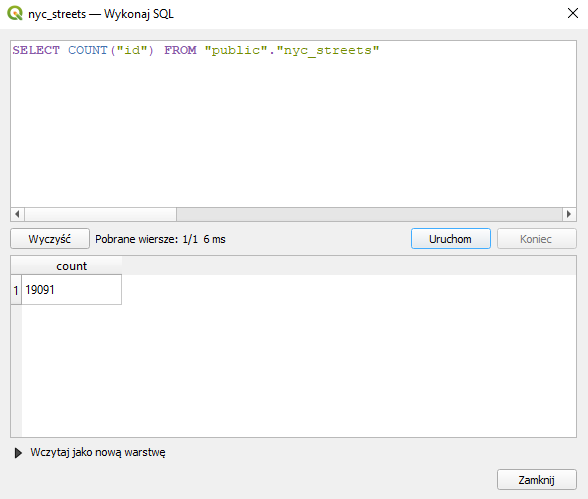 nyc_streets — Wykonaj SQL
SELECT COUNT("id") FROM "public"."nyc_streets"
Wyczyść Pobrane wiersze: 1/1 6 ms Uruchom Koniec
count
1 19091
Wczytaj jako nową warstwę
Zamknij